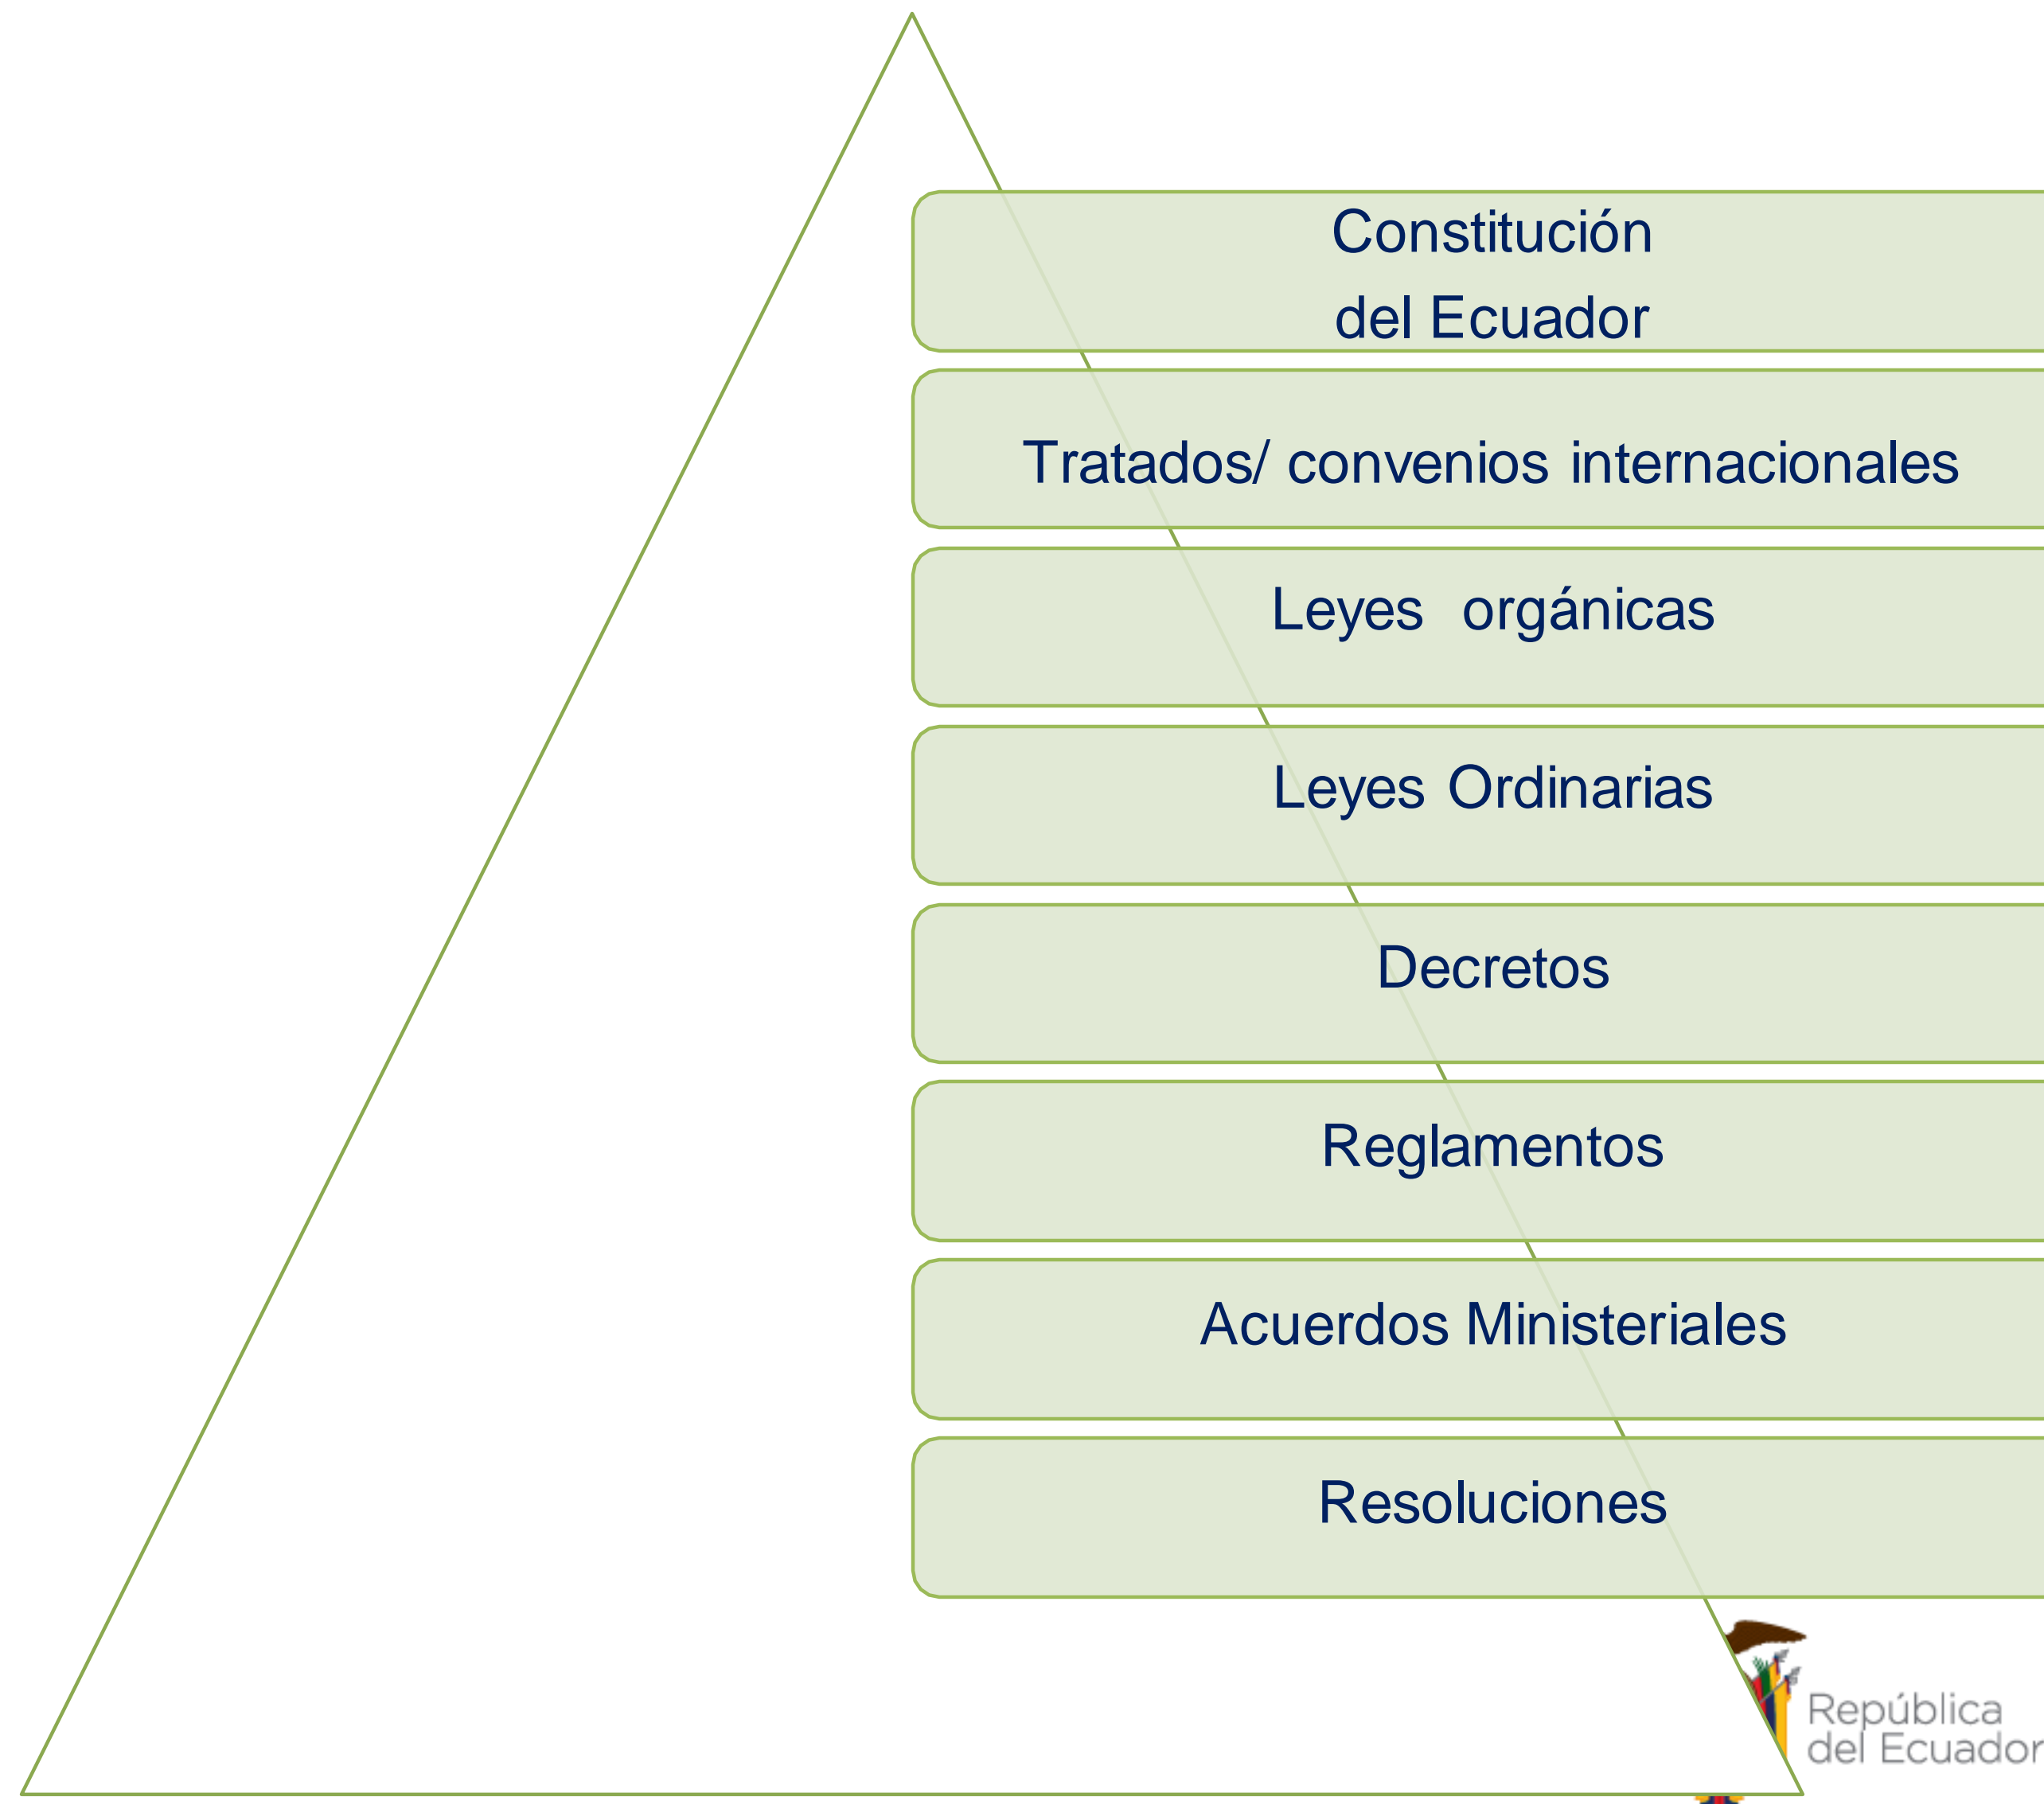 Constitución
del Ecuador
Tratados/ convenios internacionales
Leyes orgánicas
Leyes Ordinarias
Decretos
Reglamentos
Acuerdos Ministeriales
Resoluciones
República
del Ecuador